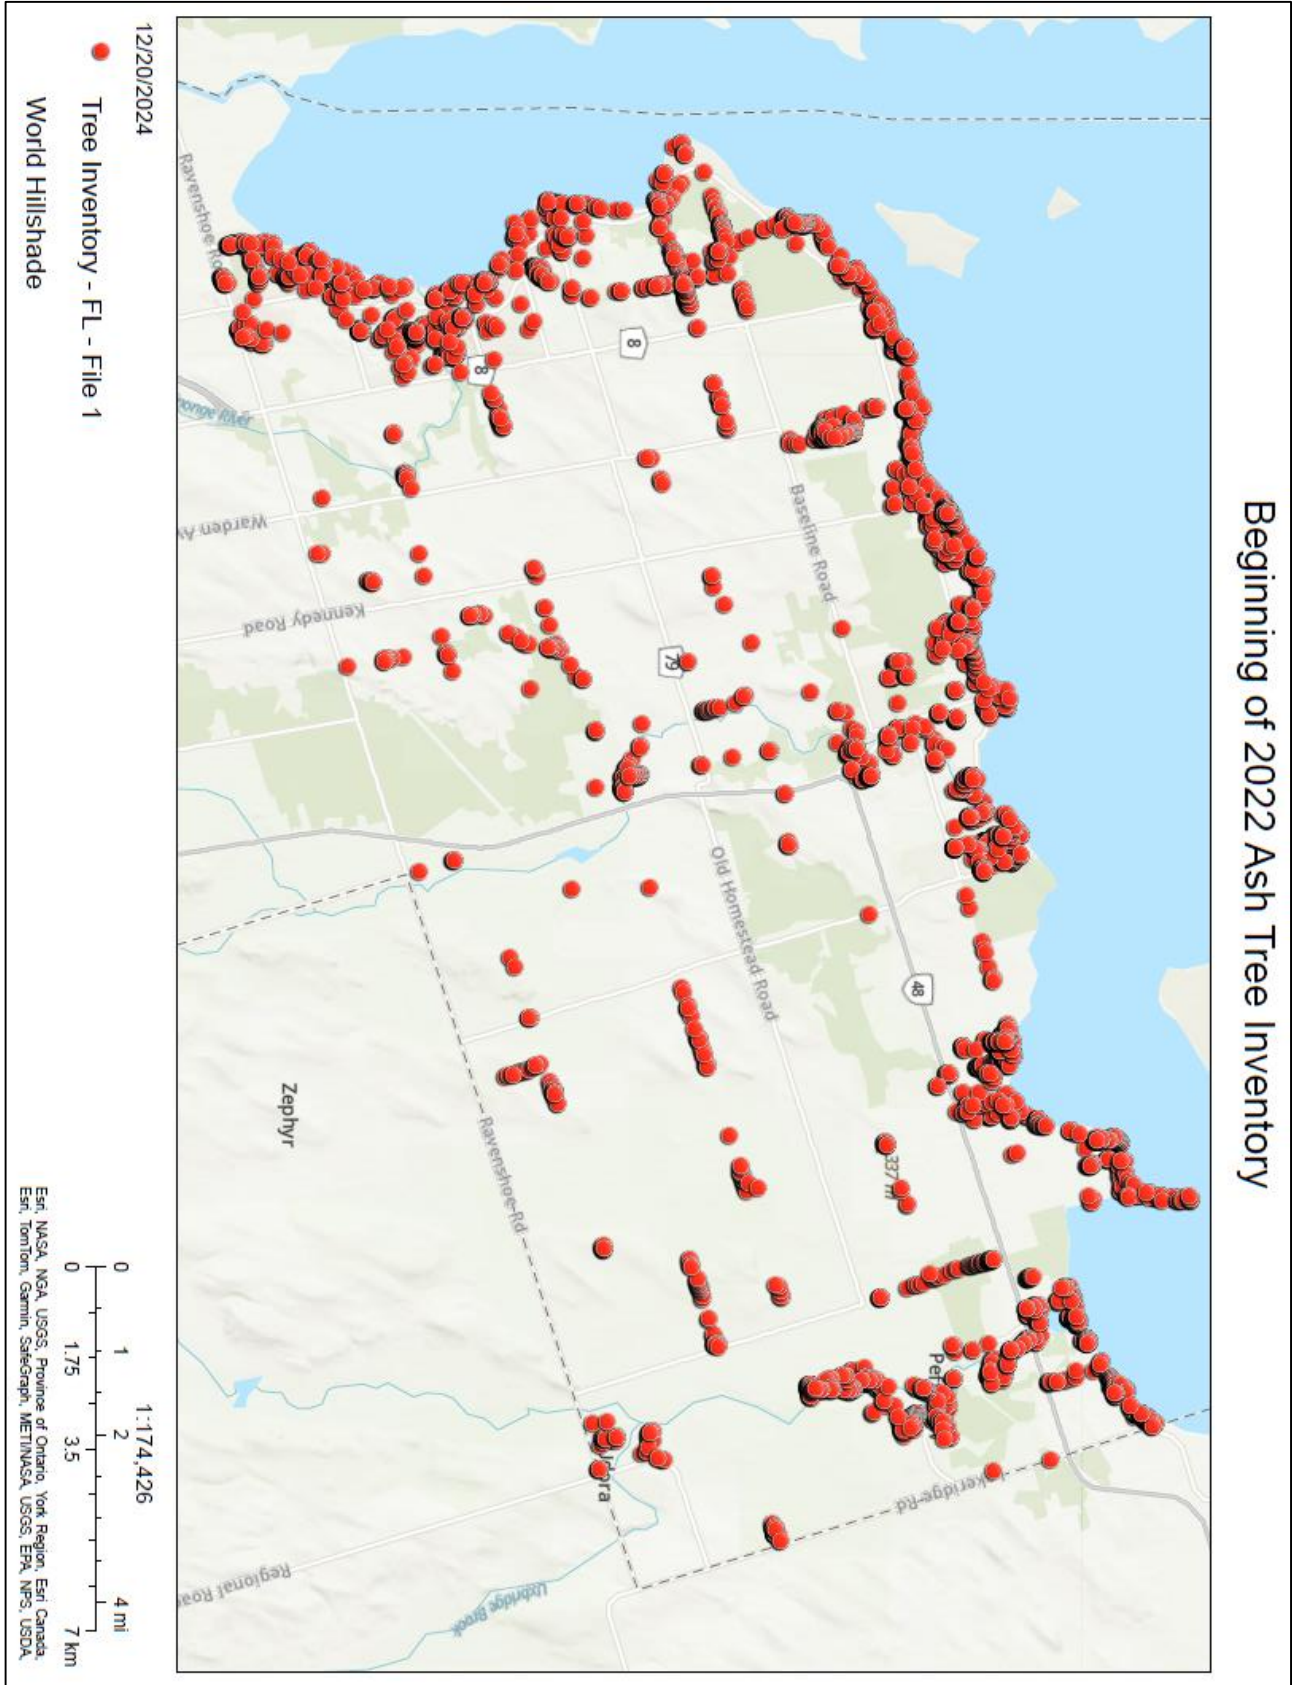 Beginning of 2022 Ash Tree Inventory
Baseline Road
8
8
79
48
337 m
Warden Av
Kennedy Road
Old Homestead Road
Lakeridge-Rd
Ravenshoe-Rd
Zephyr
Uxbridge Brook
Regional Road
12/20/2024
1:174,426
Tree Inventory - FL - File 1
0 1 2 4 mi
0 1.75 3.5 7 km
World Hillshade
Esri, NASA, NGA, USGS, Province of Ontario, York Region, Esri Canada,
Esri, TomTom, Garmin, SafeGraph, METI/NASA, USGS, EPA, NPS, USDA,